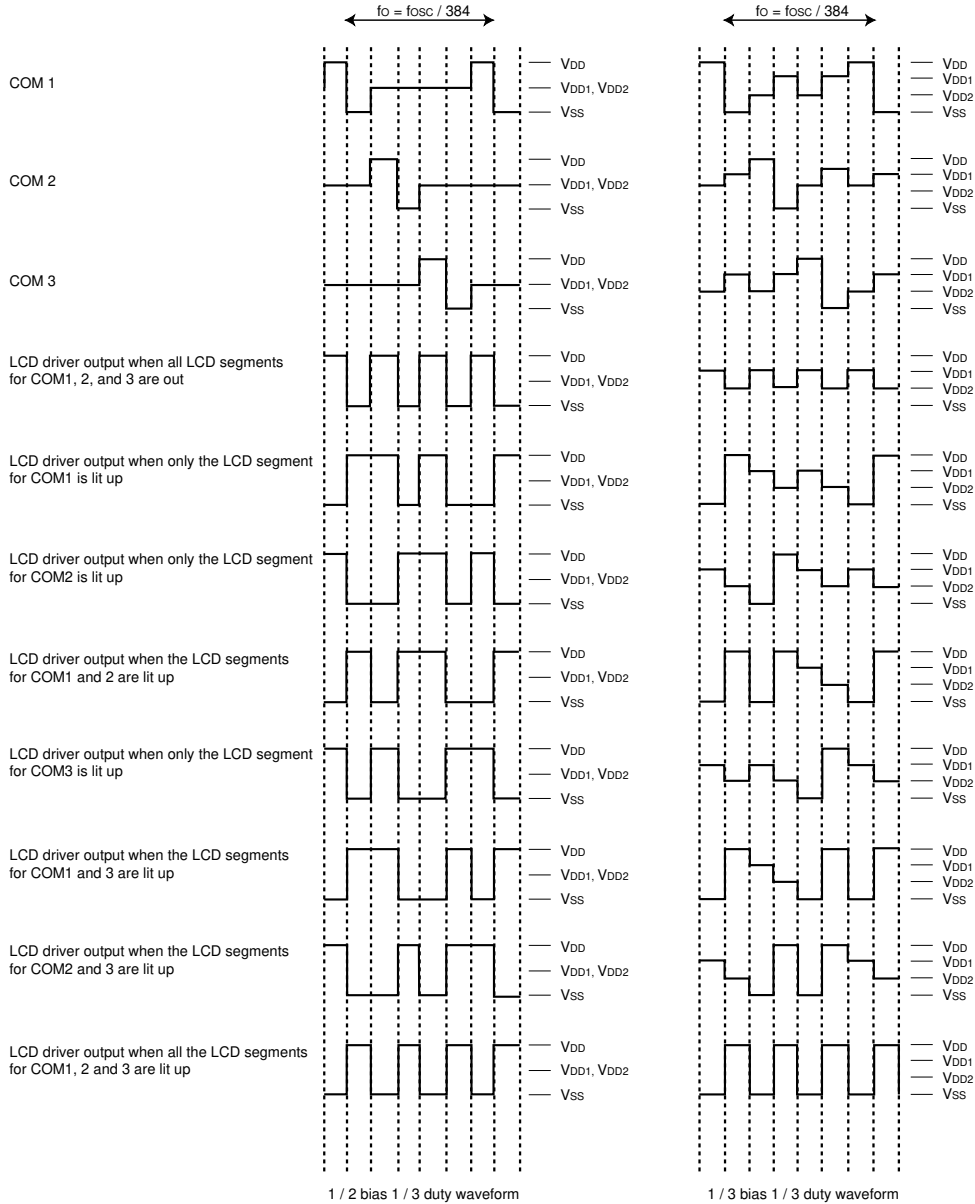 fo = fosc / 384
fo = fosc / 384
COM 1
VDD
VDD1, VDD2
VSS
VDD
VDD1
VDD2
VSS
COM 2
VDD
VDD1, VDD2
VSS
VDD
VDD1
VDD2
VSS
COM 3
VDD
VDD1, VDD2
VSS
VDD
VDD1
VDD2
VSS
LCD driver output when all LCD segments
for COM1, 2, and 3 are out
VDD
VDD1, VDD2
VSS
VDD
VDD1
VDD2
VSS
LCD driver output when only the LCD segment
for COM1 is lit up
VDD
VDD1, VDD2
VSS
VDD
VDD1
VDD2
VSS
LCD driver output when only the LCD segment
for COM2 is lit up
VDD
VDD1, VDD2
VSS
VDD
VDD1
VDD2
VSS
LCD driver output when the LCD segments
for COM1 and 2 are lit up
VDD
VDD1, VDD2
VSS
VDD
VDD1
VDD2
VSS
LCD driver output when only the LCD segment
for COM3 is lit up
VDD
VDD1, VDD2
VSS
VDD
VDD1
VDD2
VSS
LCD driver output when the LCD segments
for COM1 and 3 are lit up
VDD
VDD1, VDD2
VSS
VDD
VDD1
VDD2
VSS
LCD driver output when the LCD segments
for COM2 and 3 are lit up
VDD
VDD1, VDD2
VSS
VDD
VDD1
VDD2
VSS
LCD driver output when all the LCD segments
for COM1, 2 and 3 are lit up
VDD
VDD1, VDD2
VSS
VDD
VDD1
VDD2
VSS
1 / 2 bias 1 / 3 duty waveform
1 / 3 bias 1 / 3 duty waveform